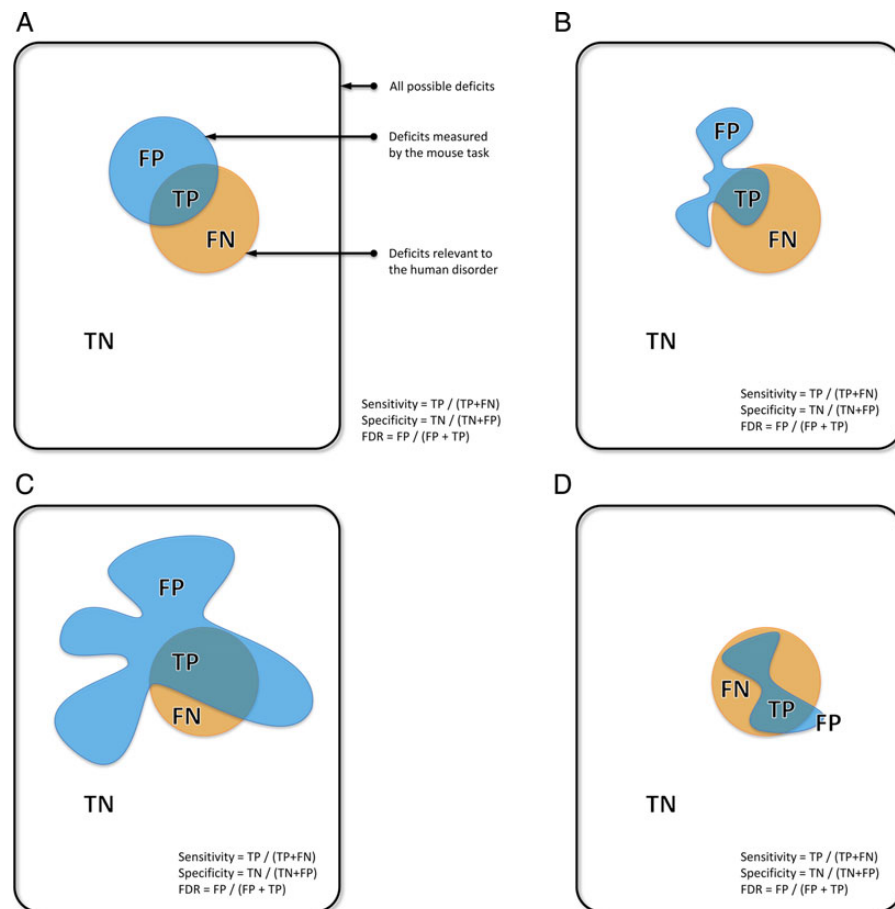 A
All possible deficits
Deficits measured
by the mouse task
FP
TP
FN
Deficits relevant to
the human disorder
TN
Sensitivity = TP / (TP+FN)
Specificity = TN / (TN+FP)
FDR = FP / (FP + TP)
B
FP
TP
FN
TN
Sensitivity = TP / (TP+FN)
Specificity = TN / (TN+FP)
FDR = FP / (FP + TP)
C
FP
TP
FN
TN
Sensitivity = TP / (TP+FN)
Specificity = TN / (TN+FP)
FDR = FP / (FP + TP)
D
FN
TP
FP
TN
Sensitivity = TP / (TP+FN)
Specificity = TN / (TN+FP)
FDR = FP / (FP + TP)